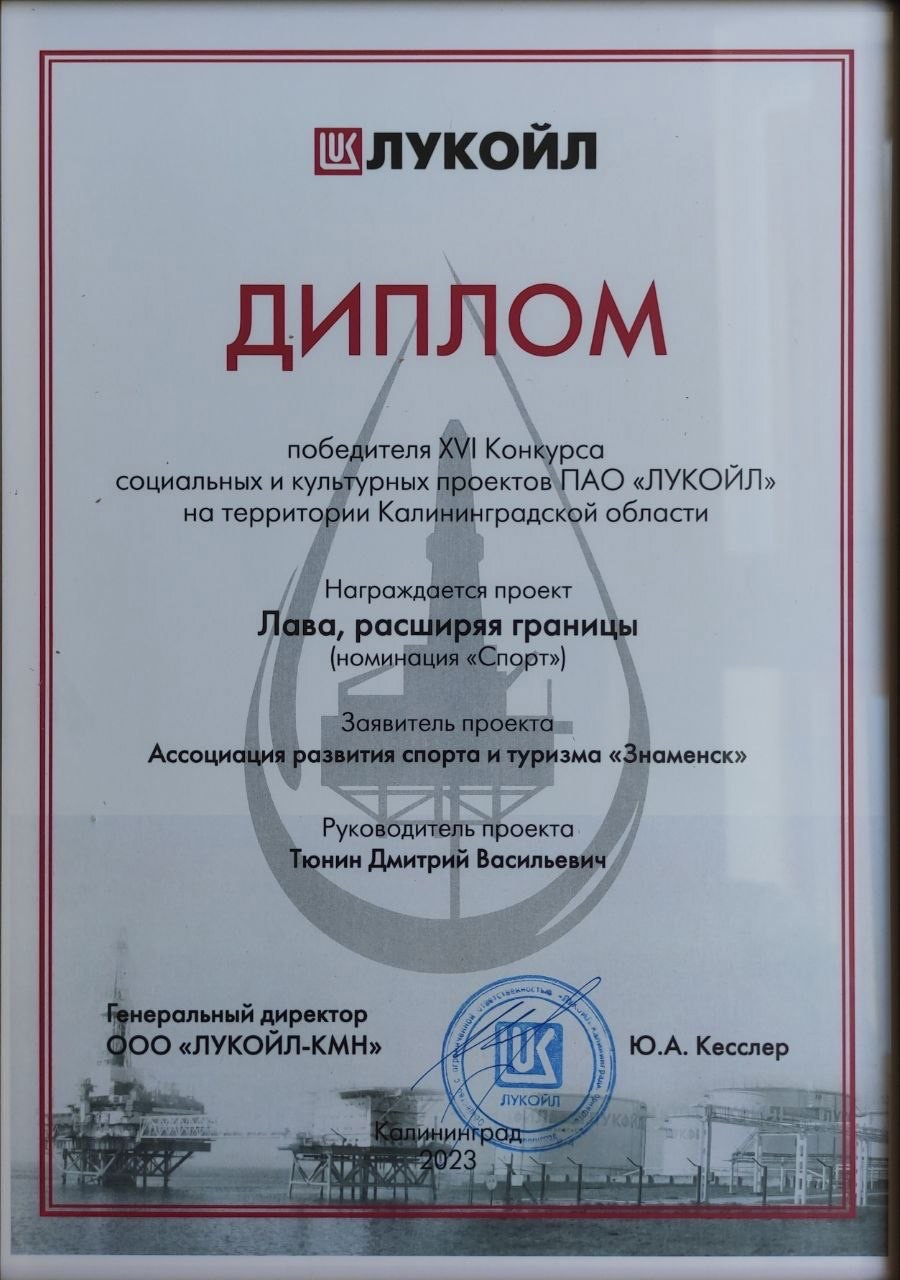 ЛУКОЙЛ
ДИПЛОМ
победителя XVI Конкурса
социальных и культурных проектов ПАО «ЛУКОЙЛ»
на территории Калининградской области
Награждается проект
Лава, расширяя границы
(номинация «Спорт»)
Заявитель проекта
Ассоциация развития спорта и туризма «Знаменск»
Руководитель проекта
Тюнин Дмитрий Васильевич
Генеральный директор
ООО «ЛУКОЙЛ-КМН»
Ю.А. Кесслер
ЛУКОЙЛ
Калининград
2023